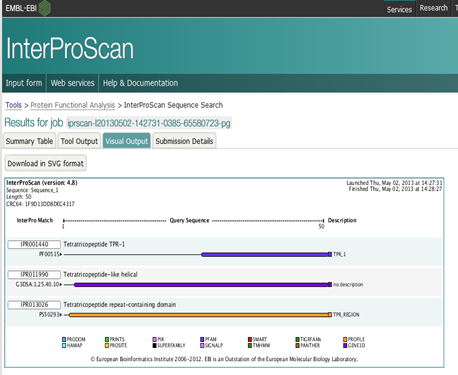 EMBL-EBI
Services Research
InterProScan
Input form Web services Help & Documentation
Tools > Protein Functional Analysis > InterProScan Sequence Search
Results for job iprscan-I20130502-142731-0385-65580723-pg
Summary Table Tool Output Visual Output Submission Details
Download in SVG format
InterProScan (version: 4.8)
Sequence: Sequence_1
Length: 50
CRC64: 1F9D13DD8DEC4317
Launched Thu, May 02, 2013 at 14:27:31
Finished Thu, May 02, 2013 at 14:28:27
InterPro Match Query Sequence Description
1 50
IPR001440 Tetratricopeptide TPR-1
PF00515 TPR_1
IPR011990 Tetratricopeptide-like helical
G3DSA:1.25.40.10 no description
IPR013026 Tetratricopeptide repeat-containing domain
PS50293 TPR_REGION
PRODOM PRINTS PIR PFAM SMART TIGRFAMs PROFILE
HAMAP PROSITE SUPERFAMILY SIGNALP TMHMM PANTHER GENE3D
© European Bioinformatics Institute 2006-2012. EBI is an Outstation of the European Molecular Biology Laboratory.